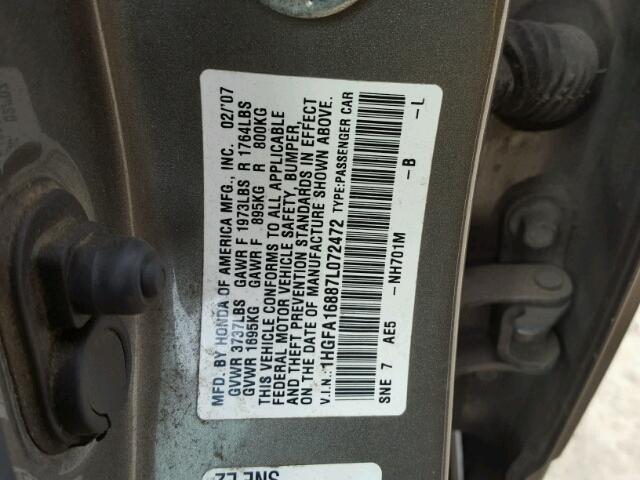 MFD. BY HONDA OF AMERICA MFG., INC. 02/'07
GVWR 3737LBS GAWR F 1973LBS R 1764LBS
GVWR 1695KG GAWR F 895KG R 800KG
THIS VEHICLE CONFORMS TO ALL APPLICABLE
FEDERAL MOTOR VEHICLE SAFETY, BUMPER,
AND THEFT PREVENTION STANDARDS IN EFFECT
ON THE DATE OF MANUFACTURE SHOWN ABOVE.
V.I.N.:1HGFA16887L072472 TYPE:PASSENGER CAR
SNE 7 AE5 -NH701M -B -L